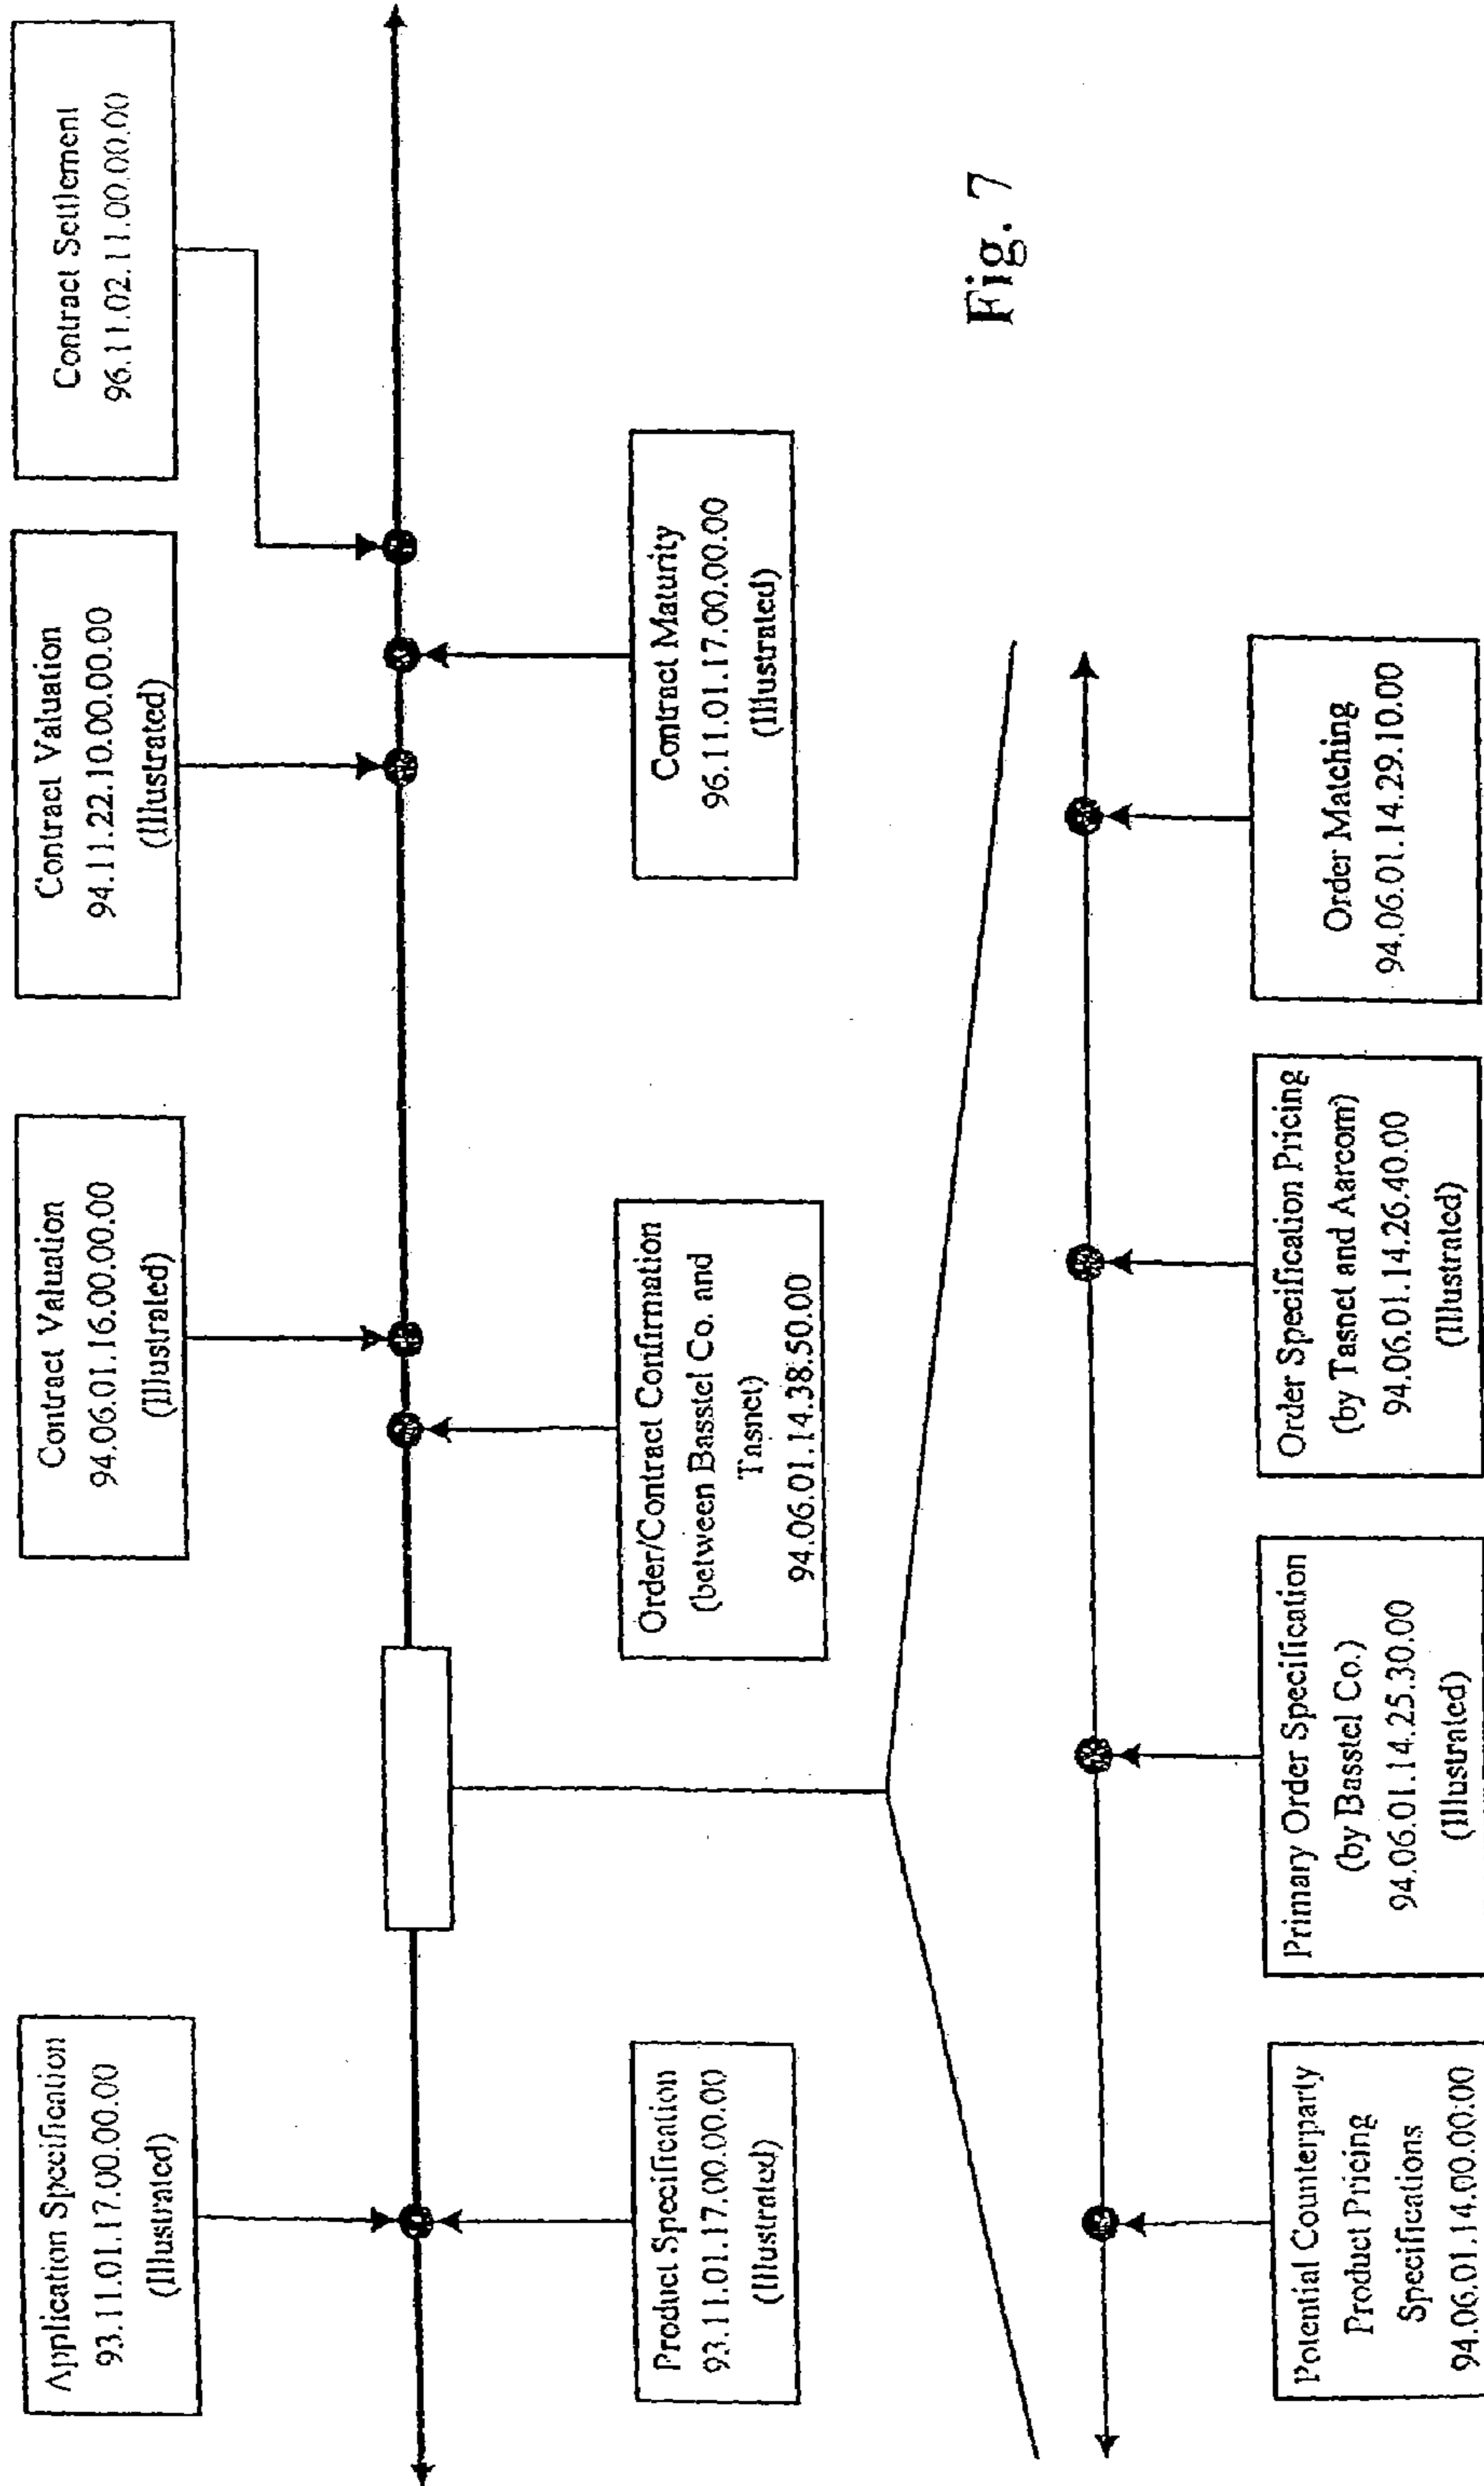 Application Specification
93.11.01.17.00.00.00
(Illustrated)
Contract Valuation
94.06.01.16.00.00.00
(Illustrated)
Contract Valuation
94.11.22.10.00.00.00
(Illustrated)
Contract Settlement
96.11.02.11.00.00.00
Product Specification
93.11.01.17.00.00.00
(Illustrated)
Order/Contract Confirmation
(between Basstel Co. and
Tasnet)
94.06.01.14.38.50.00
Contract Maturity
96.11.01.17.00.00.00
(Illustrated)
Fig. 7
Potential Counterparty
Product Pricing
Specifications
94.06.01.14.00.00.00
Primary Order Specification
(by Basstel Co.)
94.06.01.14.25.30.00
(Illustrated)
Order Specification Pricing
(by Tasnet and Aarcom)
94.06.01.14.26.40.00
(Illustrated)
Order Matching
94.06.01.14.29.10.00